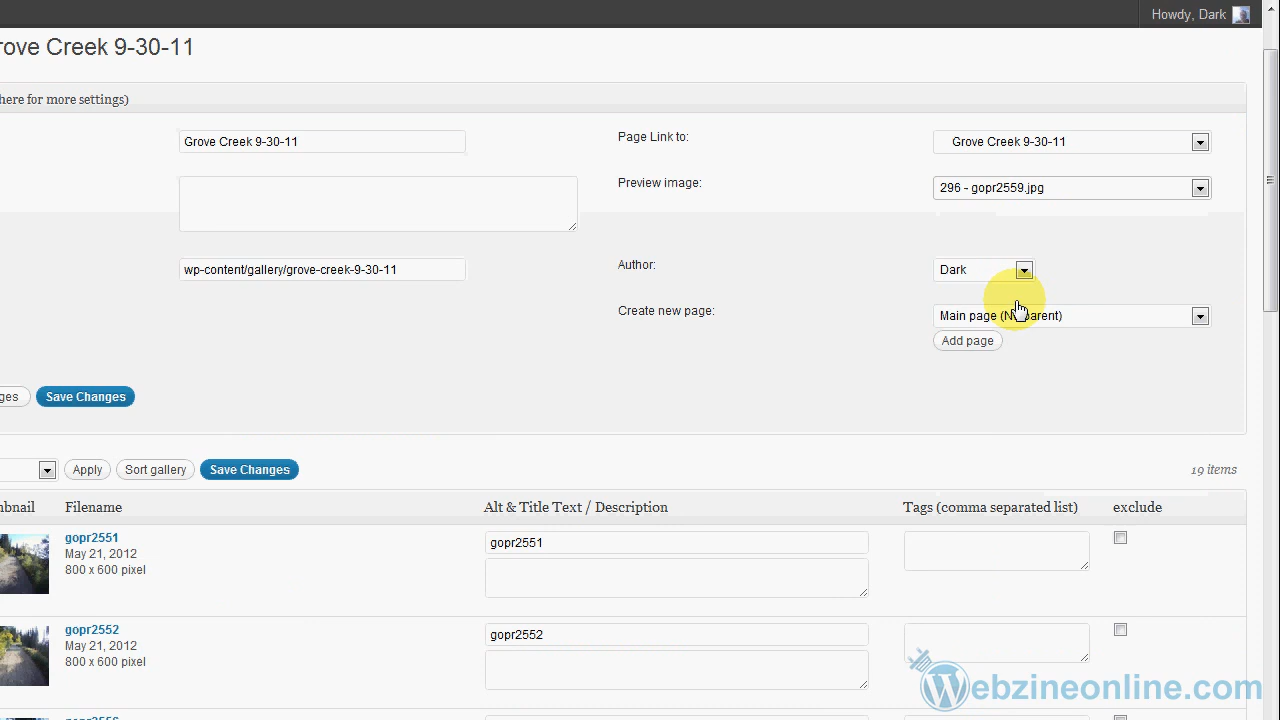 Howdy, Dark
rove Creek 9-30-11
here for more settings)
Grove Creek 9-30-11
Page Link to:
Grove Creek 9-30-11
Preview image:
296 - gopr2559.jpg
wp-content/gallery/grove-creek-9-30-11
Author:
Dark
Create new page:
Main page (No parent)
Add page
ges
Save Changes
Apply
Sort gallery
Save Changes
19 items
nbnail
Filename
Alt & Title Text / Description
Tags (comma separated list)
exclude
gopr2551
May 21, 2012
800 x 600 pixel
gopr2551
gopr2552
May 21, 2012
800 x 600 pixel
gopr2552
Webzineonline.com